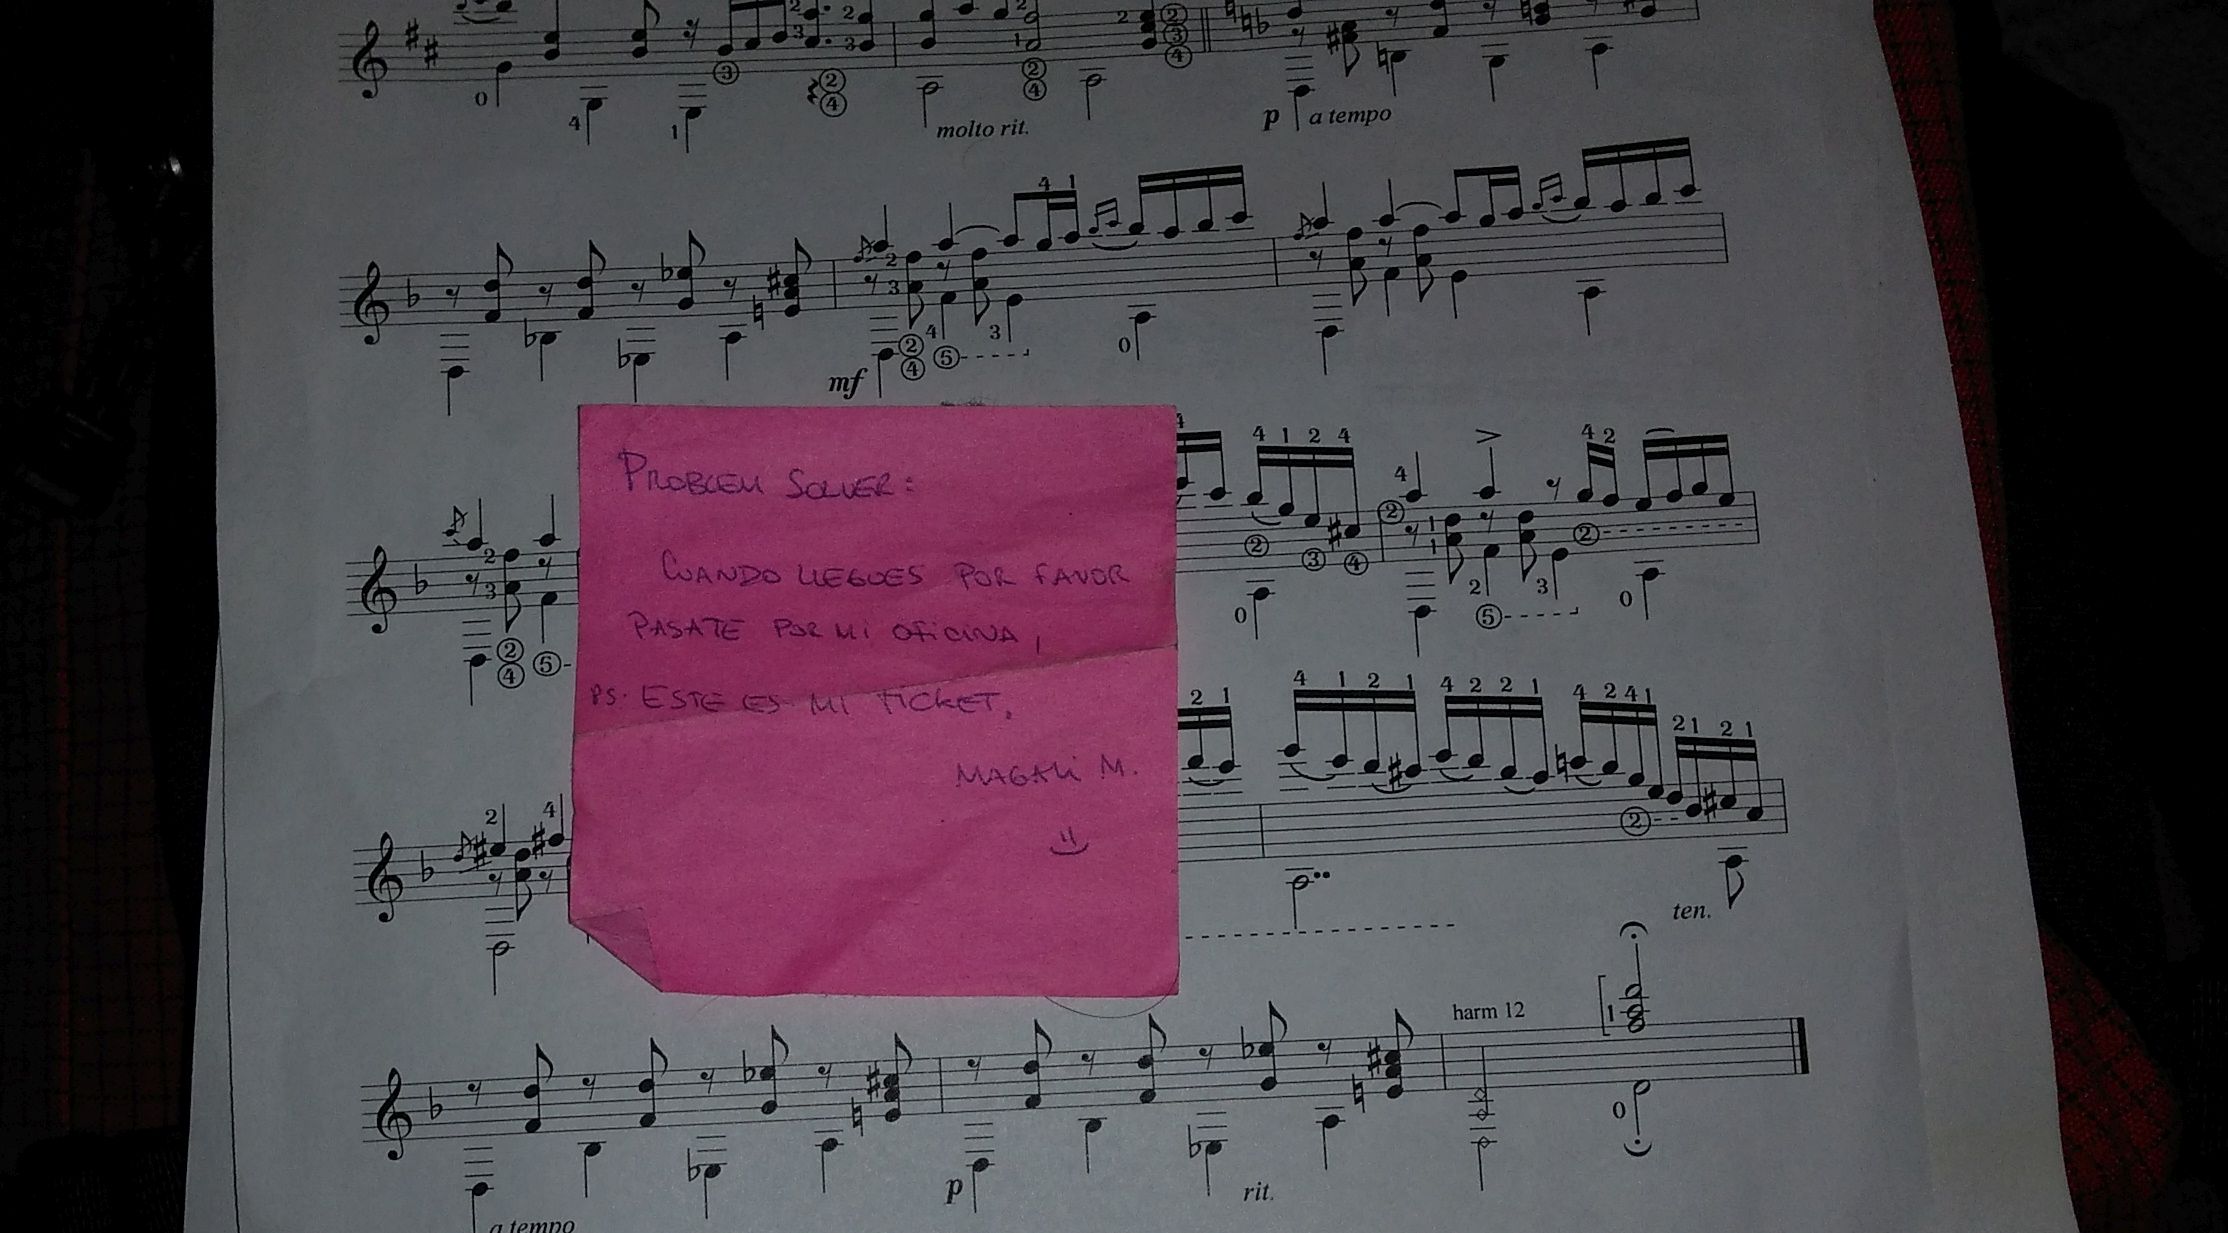 molto rit.
p a tempo
mf
PROBLEM SOLVER:
CUANDO LLEGUES POR FAVOR
PASATE POR MI OFICINA,
PS. ESTE ES MI TICKET.
MAGALI M.
ten.
harm 12
p
rit.
a tempo